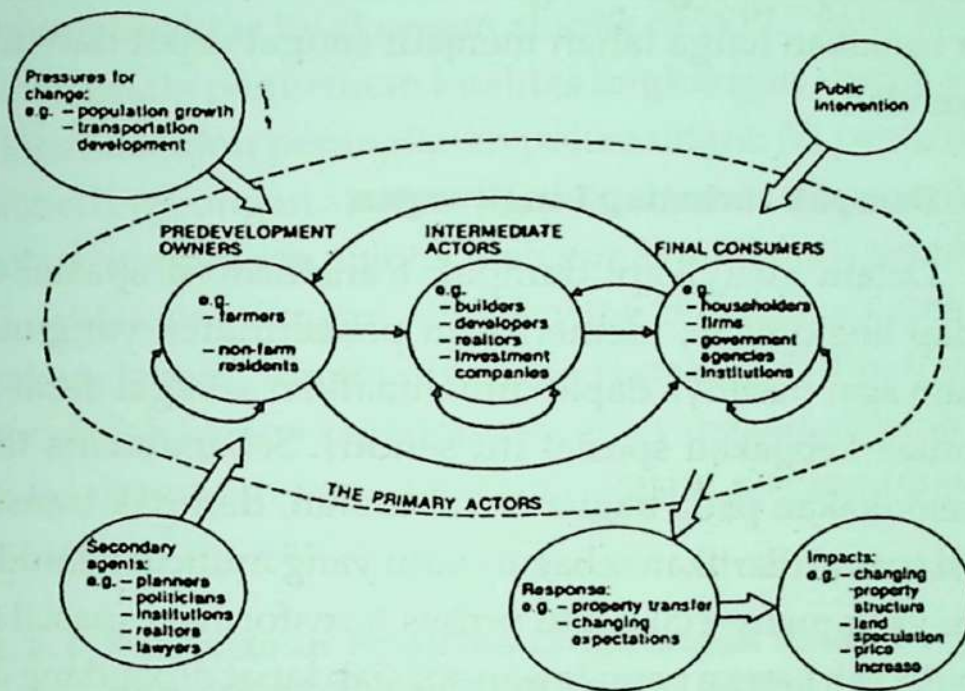 Pressures for
change:
e.g. – population growth
– transportation
development
Public
Intervention
PREDEVELOPMENT
OWNERS
e.g.
– farmers
– non-farm
residents
INTERMEDIATE
ACTORS
e.g.
– builders
– developers
– realtors
– Investment
companies
FINAL CONSUMERS
e.g.
– householders
– firms
– government
agencies
– Institutions
THE PRIMARY ACTORS
Secondary
agents:
e.g. – planners
– politicians
– institutions
– realtors
– lawyers
Response:
e.g. – property transfer
– changing
expectations
Impacts:
e.g. – changing
property
structure
– land
speculation
– price
increase